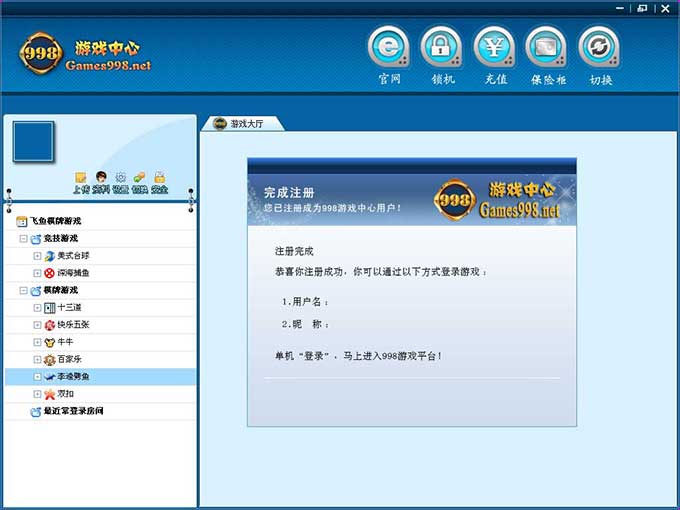 998 游戏中心
Games998.net
官网 锁机 充值 保险柜 切换
上传 资料 设置 切换 安全
998 游戏大厅
飞鱼棋牌游戏
竞技游戏
美式台球
深海捕鱼
棋牌游戏
十三道
快乐五张
牛牛
百家乐
李逵劈鱼
双扣
最近常登录房间
完成注册
您已注册成为998游戏中心用户!
998 游戏中心
Games998.net
注册完成
恭喜你注册成功,你可以通过以下方式登录游戏:
1.用户名:
2.昵 称:
单机“登录”,马上进入998游戏平台!